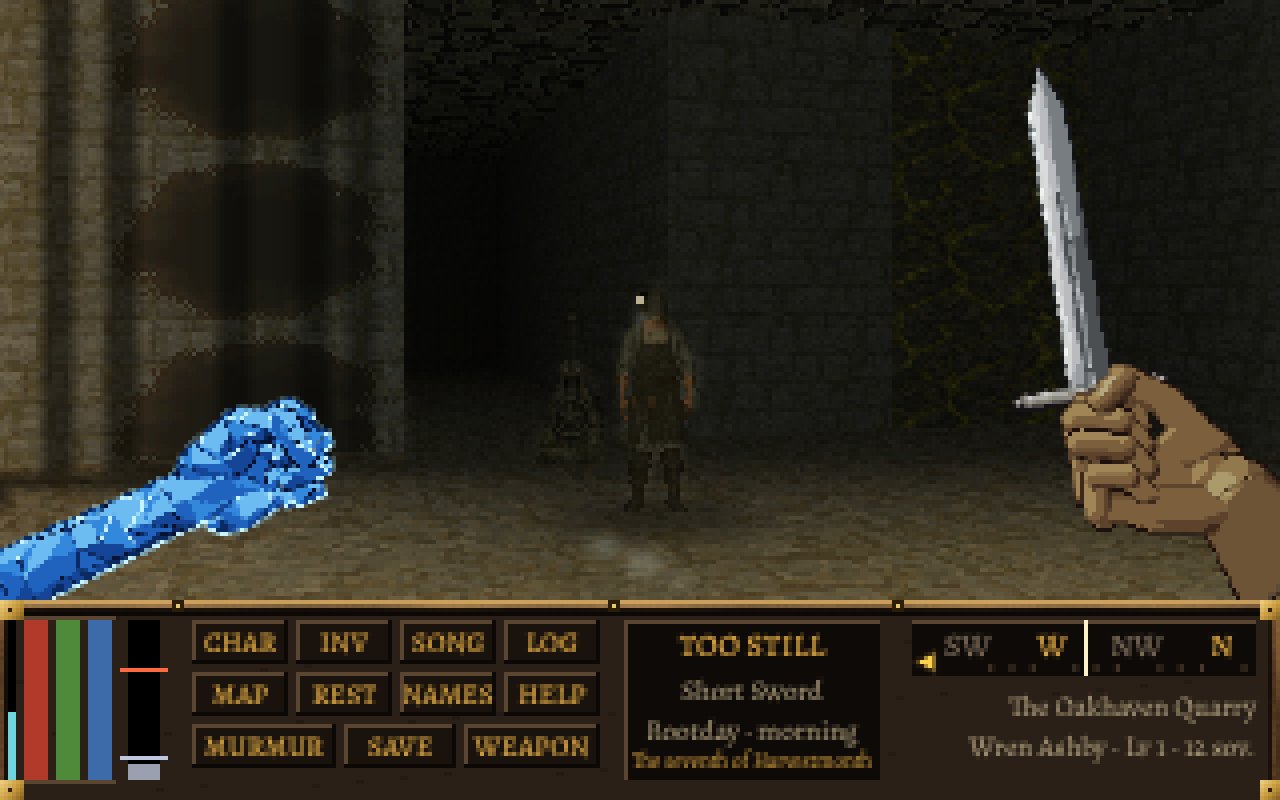 CHAR INV SONG LOG
MAP REST NAMES HELP
MURMUR SAVE WEAPON
TOO STILL
Short Sword
Rootday - morning
The seventh of Harvestmonth
SW W NW N
The Oakhaven Quarry
Wren Ashby - Lv 1 - 12 sov.